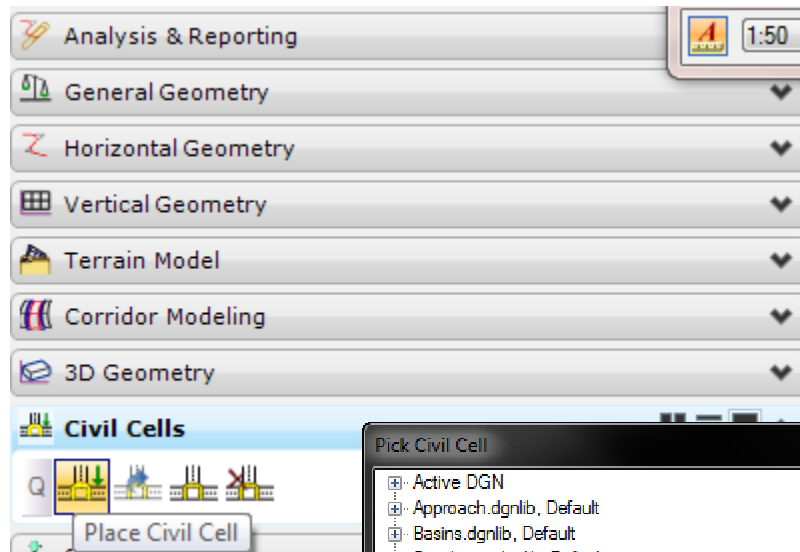 Analysis & Reporting
A 1:50
General Geometry
Horizontal Geometry
Vertical Geometry
Terrain Model
Corridor Modeling
3D Geometry
Civil Cells
Pick Civil Cell
Active DGN
Approach.dgnlib, Default
Basins.dgnlib, Default
Q
Place Civil Cell